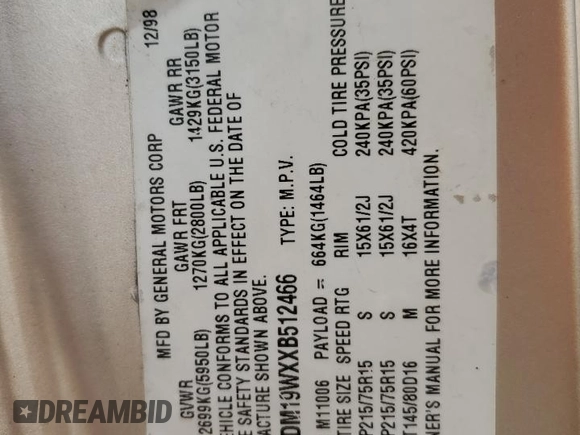 MFD BY GENERAL MOTORS CORP 12/98
GVWR GAWR FRT GAWR RR
2699KG(5950LB) 1270KG(2800LB) 1429KG(3150LB)
VEHICLE CONFORMS TO ALL APPLICABLE U.S. FEDERAL MOTOR
SAFETY STANDARDS IN EFFECT ON THE DATE OF
ACTURE SHOWN ABOVE.
DM19WXXB512466 TYPE: M.P.V.
M11006 PAYLOAD = 664KG(1464LB)
TIRE SIZE SPEED RTG RIM COLD TIRE PRESSURE
P215/75R15 S 15X61/2J 240KPA(35PSI)
P215/75R15 S 15X61/2J 240KPA(35PSI)
T145/80D16 M 16X4T 420KPA(60PSI)
NER'S MANUAL FOR MORE INFORMATION.
DREAMBID